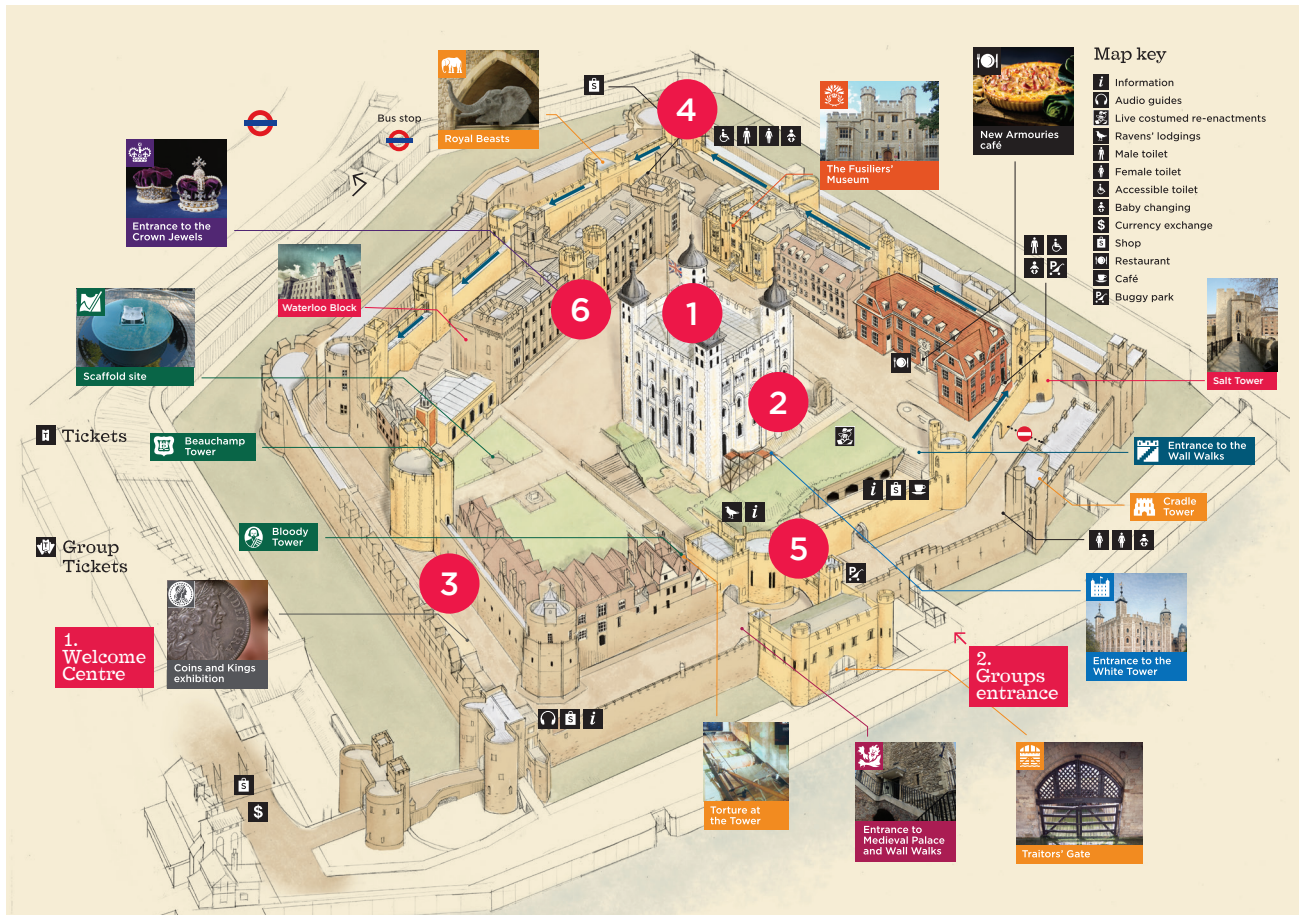 Map key
i Information
Audio guides
Live costumed re-enactments
Ravens' lodgings
Male toilet
Female toilet
Accessible toilet
Baby changing
$ Currency exchange
S Shop
Restaurant
Café
P Buggy park
Bus stop
Royal Beasts
S
4
The Fusiliers'
Museum
New Armouries
café
Entrance to the
Crown Jewels
Waterloo Block
6
1
P
Salt Tower
Scaffold site
2
Tickets
Beauchamp
Tower
Entrance to the
Wall Walks
i S
Cradle
Tower
i
Bloody
Tower
5
Group
Tickets
3
P
Coins and Kings
exhibition
1.
Welcome
Centre
2.
Groups
entrance
Entrance to the
White Tower
S i
S
$
Torture at
the Tower
Entrance to
Medieval Palace
and Wall Walks
Traitors' Gate